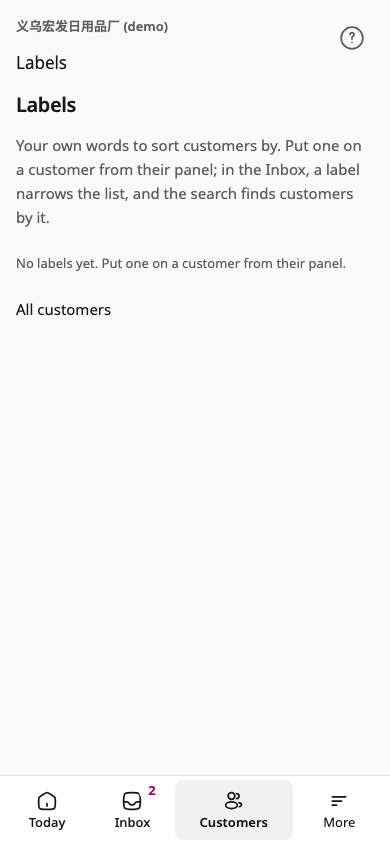 义乌宏发日用品厂 (demo)
Labels
Labels
Your own words to sort customers by. Put one on
a customer from their panel; in the Inbox, a label
narrows the list, and the search finds customers
by it.
No labels yet. Put one on a customer from their panel.
All customers
2
Today
Inbox
Customers
More